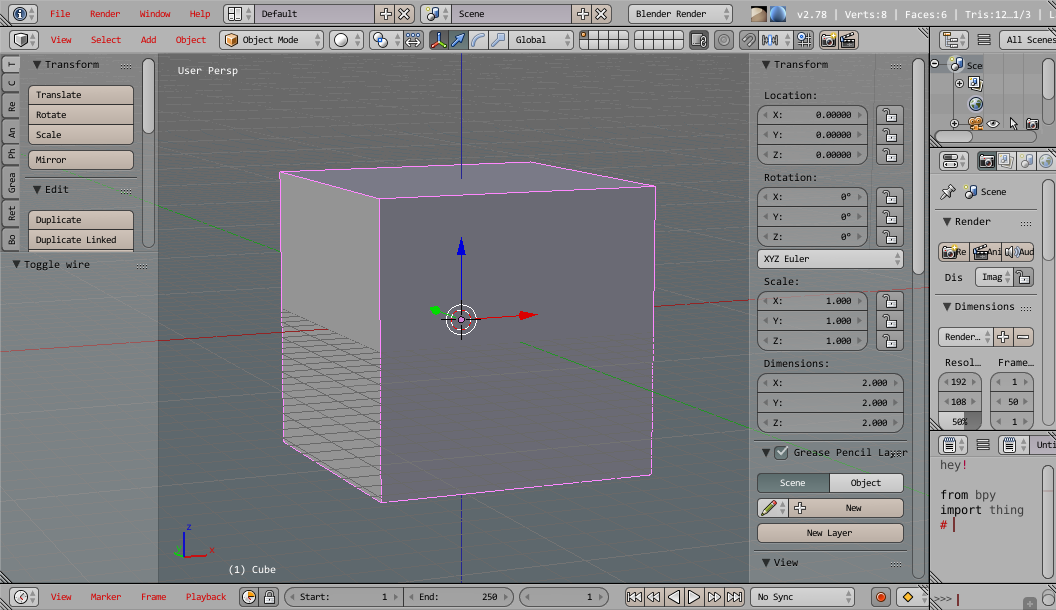 File Render Window Help Default Scene Blender Render v2.78 | Verts:8 | Faces:6 | Tris:12_1/3 | L
View Select Add Object Object Mode Global All Scenes
T
C
Re
An
Ph
Grea
Ret
Bo
Transform
Translate
Rotate
Scale
Mirror
Edit
Duplicate
Duplicate Linked
Toggle wire
User Persp
z
x
y
(1) Cube
Transform
Location:
X: 0.00000
Y: 0.00000
Z: 0.00000
Rotation:
X: 0°
Y: 0°
Z: 0°
XYZ Euler
Scale:
X: 1.000
Y: 1.000
Z: 1.000
Dimensions:
X: 2.000
Y: 2.000
Z: 2.000
Grease Pencil Layer
Scene Object
New
New Layer
View
Sce
Scene
Render
Re Ani Aud
Dis Imag
Dimensions
Render…
Resol… Frame…
192 1
108 50
50% 1
Unti
hey!
from bpy
import thing
#
View Marker Frame Playback Start: 1 End: 250 1 No Sync >>>